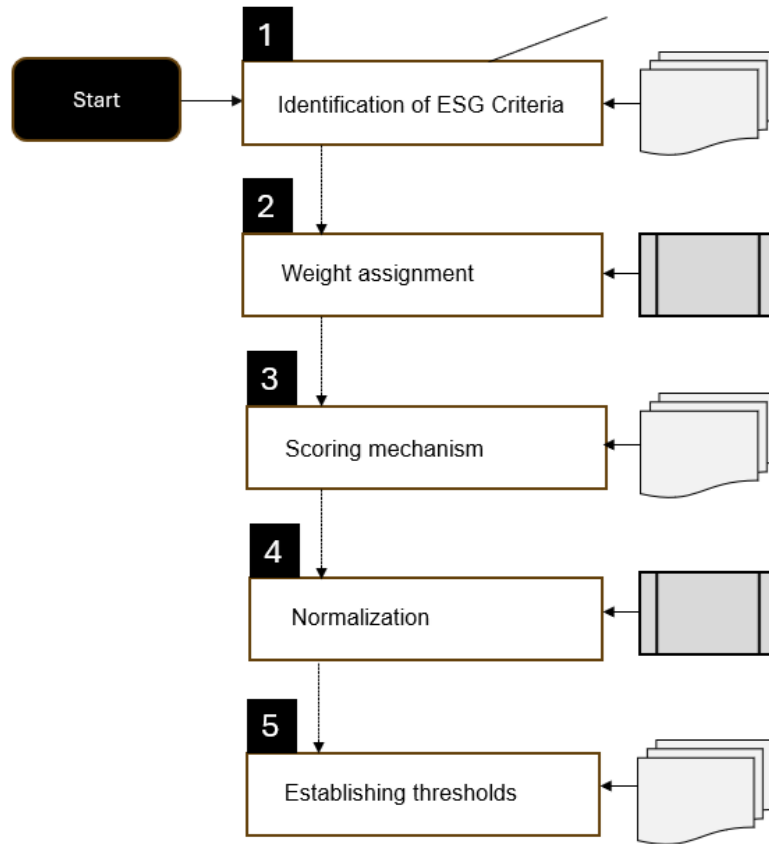 1
Start
Identification of ESG Criteria
2
Weight assignment
3
Scoring mechanism
4
Normalization
5
Establishing thresholds